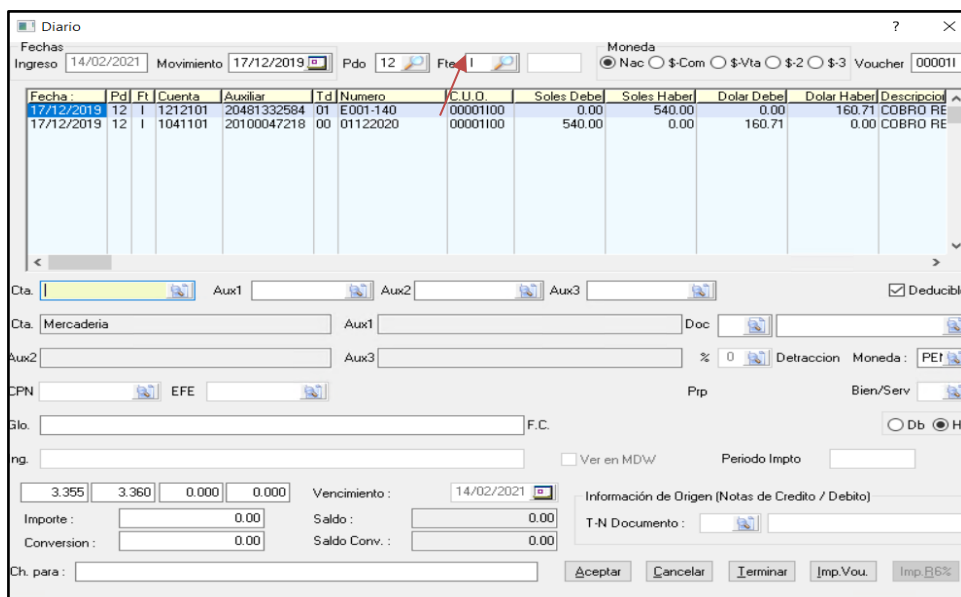 Diario ?
Fechas Moneda
Ingreso 14/02/2021 Movimiento 17/12/2019 Pdo 12 Fte I Nac $-Com $-Vta $-2 $-3 Voucher 00001I
Fecha: Pd Ft Cuenta Auxiliar Td Numero C.U.O. Soles Debe Soles Haber Dolar Debe Dolar Haber Descripcion
17/12/2019 12 I 1212101 20481332584 01 E001-140 00001I00 0.00 540.00 0.00 160.71 COBRO RE
17/12/2019 12 I 1041101 20100047218 00 01122020 00001I00 540.00 0.00 160.71 0.00 COBRO RE
Cta. Aux1 Aux2 Aux3 Deducibl
Cta. Mercaderia Aux1 Doc
Aux2 Aux3 % 0 Detraccion Moneda : PEN
CPN EFE Prp Bien/Serv
Glo. F.C. Db H
ng. Ver en MDW Periodo Impto
3.355 3.360 0.000 0.000 Vencimiento : 14/02/2021 Información de Origen (Notas de Credito / Debito)
Importe : 0.00 Saldo : 0.00 T-N Documento :
Conversion : 0.00 Saldo Conv. : 0.00
Ch. para : Aceptar Cancelar Terminar Imp.Vou. Imp.R6%